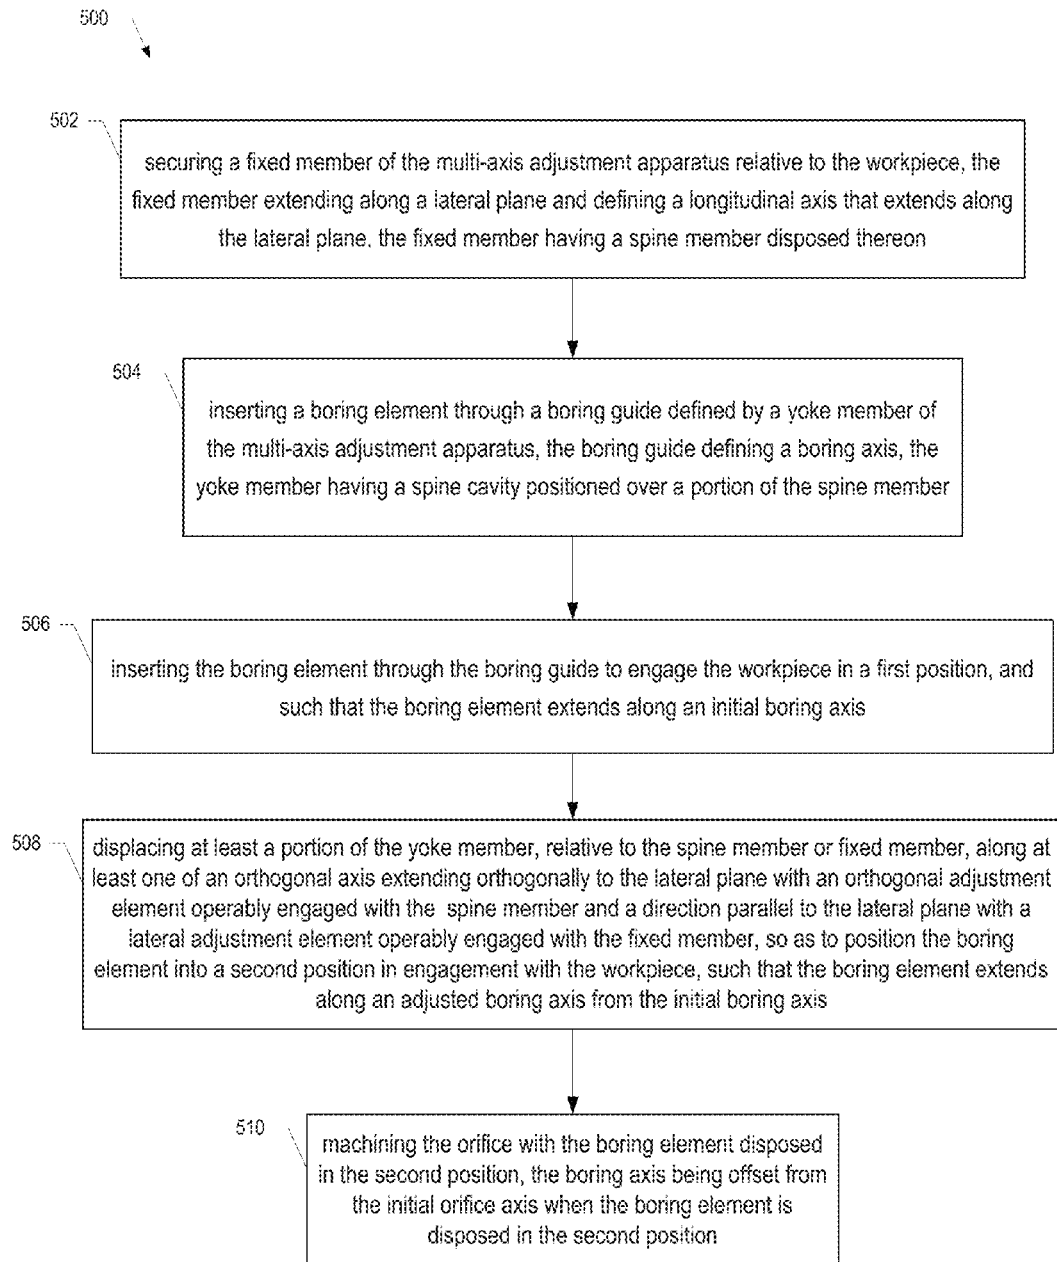 500
502
securing a fixed member of the multi-axis adjustment apparatus relative to the workpiece, the
fixed member extending along a lateral plane and defining a longitudinal axis that extends along
the lateral plane, the fixed member having a spine member disposed thereon
504
inserting a boring element through a boring guide defined by a yoke member of
the multi-axis adjustment apparatus, the boring guide defining a boring axis, the
yoke member having a spine cavity positioned over a portion of the spine member
506
inserting the boring element through the boring guide to engage the workpiece in a first position, and
such that the boring element extends along an initial boring axis
508
displacing at least a portion of the yoke member, relative to the spine member or fixed member, along at
least one of an orthogonal axis extending orthogonally to the lateral plane with an orthogonal adjustment
element operably engaged with the spine member and a direction parallel to the lateral plane with a
lateral adjustment element operably engaged with the fixed member, so as to position the boring
element into a second position in engagement with the workpiece, such that the boring element extends
along an adjusted boring axis from the initial boring axis
510
machining the orifice with the boring element disposed
in the second position, the boring axis being offset from
the initial orifice axis when the boring element is
disposed in the second position